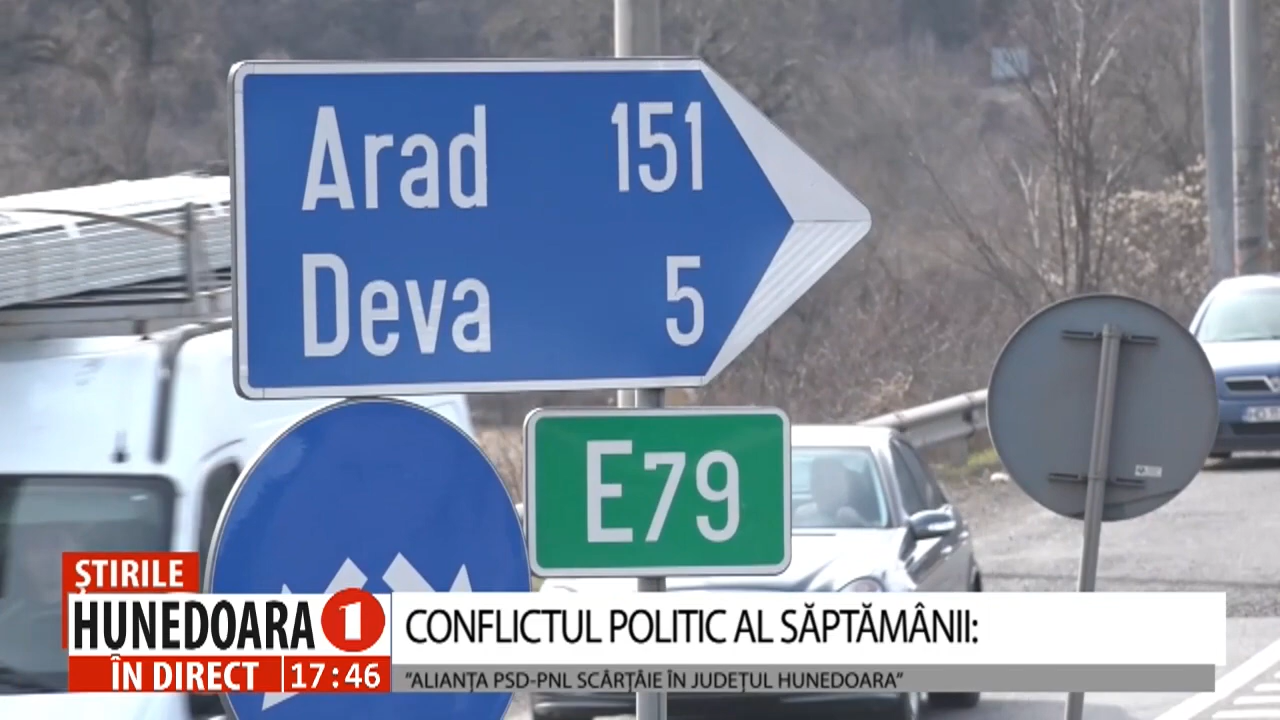 Arad 151
Deva 5
E79
ŞTIRILE
HUNEDOARA 1
ÎN DIRECT 17:46
CONFLICTUL POLITIC AL SĂPTĂMÂNII:
"ALIANȚA PSD-PNL SCÂRȚÂIE ÎN JUDEȚUL HUNEDOARA"